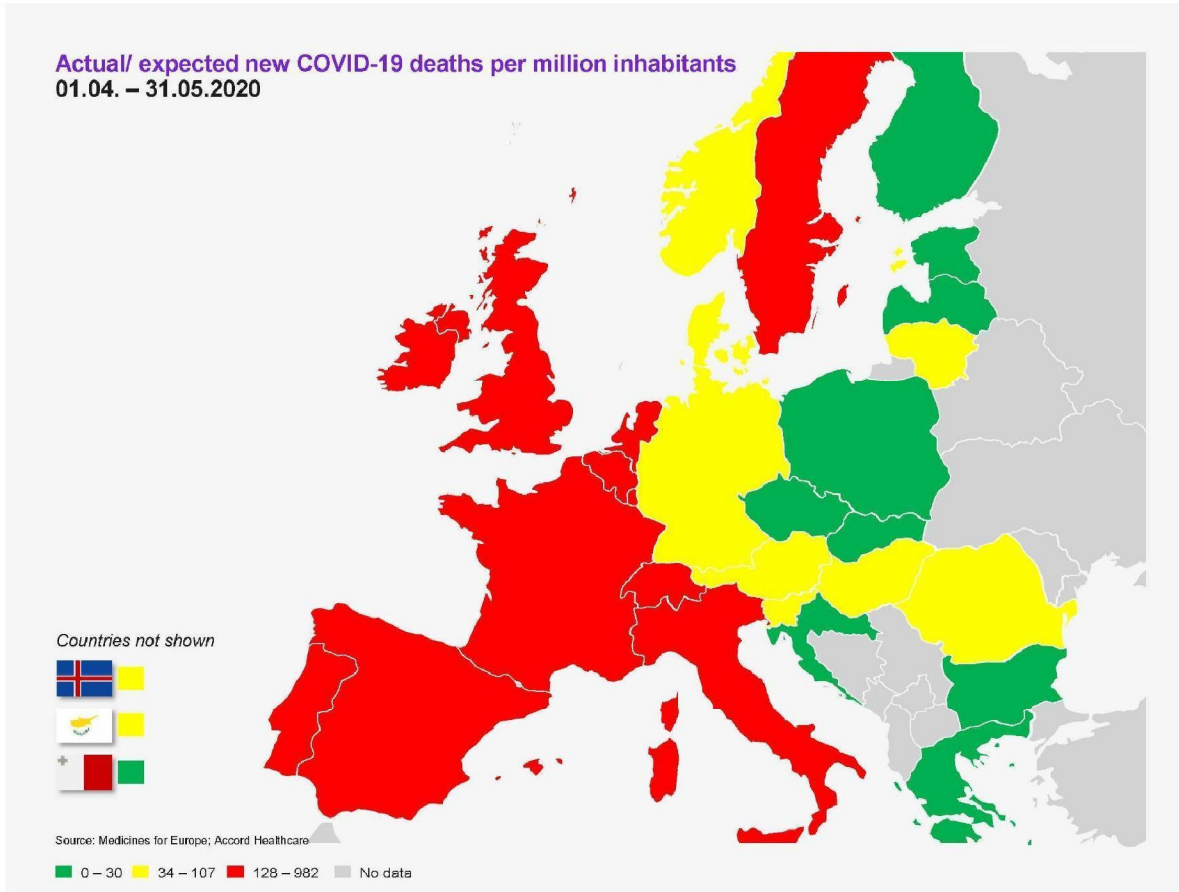 Actual/ expected new COVID-19 deaths per million inhabitants
01.04. – 31.05.2020
Countries not shown
Source: Medicines for Europe; Accord Healthcare
0 – 30 34 – 107 128 – 982 No data